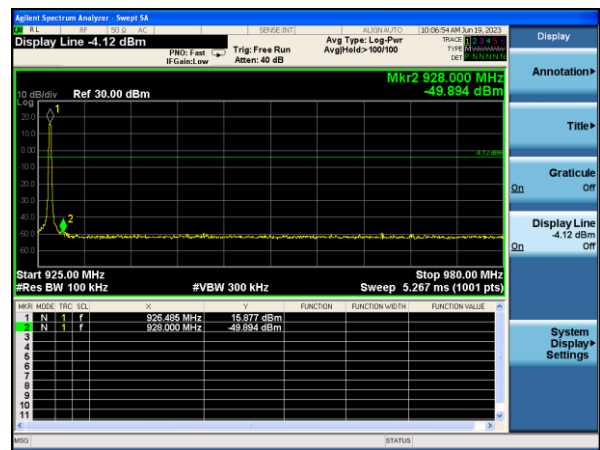 Agilent Spectrum Analyzer - Swept SA
RL RF 50 Ω AC SENSE:INT ALIGN AUTO 10:06:54 AM Jun 19, 2023
Display Line -4.12 dBm
PNO: Fast
IFGain:Low
Trig: Free Run
Atten: 40 dB
Avg Type: Log-Pwr
Avg|Hold>100/100
TRACE 1 2 3 4 5 6
TYPE
DET P N N N N N
Mkr2 928.000 MHz
-49.894 dBm
10 dB/div Ref 30.00 dBm
Log
1
20.0
10.0
0.00
-4.12 dBm
-10.0
-20.0
-30.0
-40.0
2
-50.0
-60.0
Start 925.00 MHz Stop 980.00 MHz
#Res BW 100 kHz #VBW 300 kHz Sweep 5.267 ms (1001 pts)
MKR MODE TRC SCL X Y FUNCTION FUNCTION WIDTH FUNCTION VALUE
1 N 1 f 926.485 MHz 15.877 dBm
2 N 1 f 928.000 MHz -49.894 dBm
3
4
5
6
7
8
9
10
11
MSG STATUS
Display
Annotation
Title
Graticule
On Off
Display Line
-4.12 dBm
On Off
System
Display
Settings